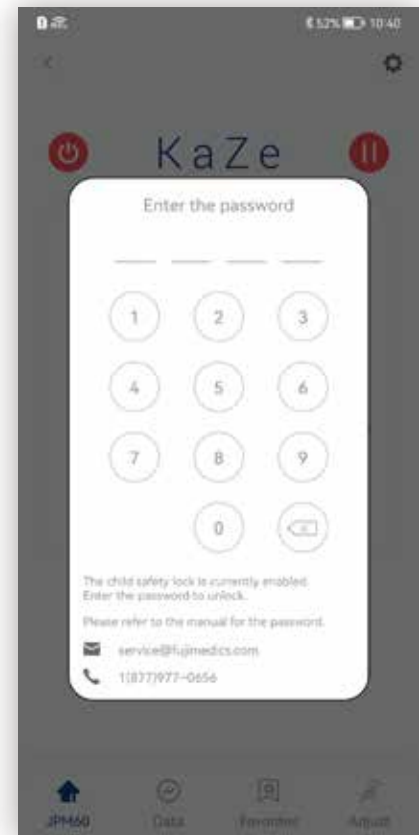 52% 10:40
KaZe
Enter the password
1 2 3
4 5 6
7 8 9
0
The child safety lock is currently enabled.
Enter the password to unlock.
Please refer to the manual for the password.
service@fujimedics.com
1(877)977-0656
JPM60 Data Favorites Adjust